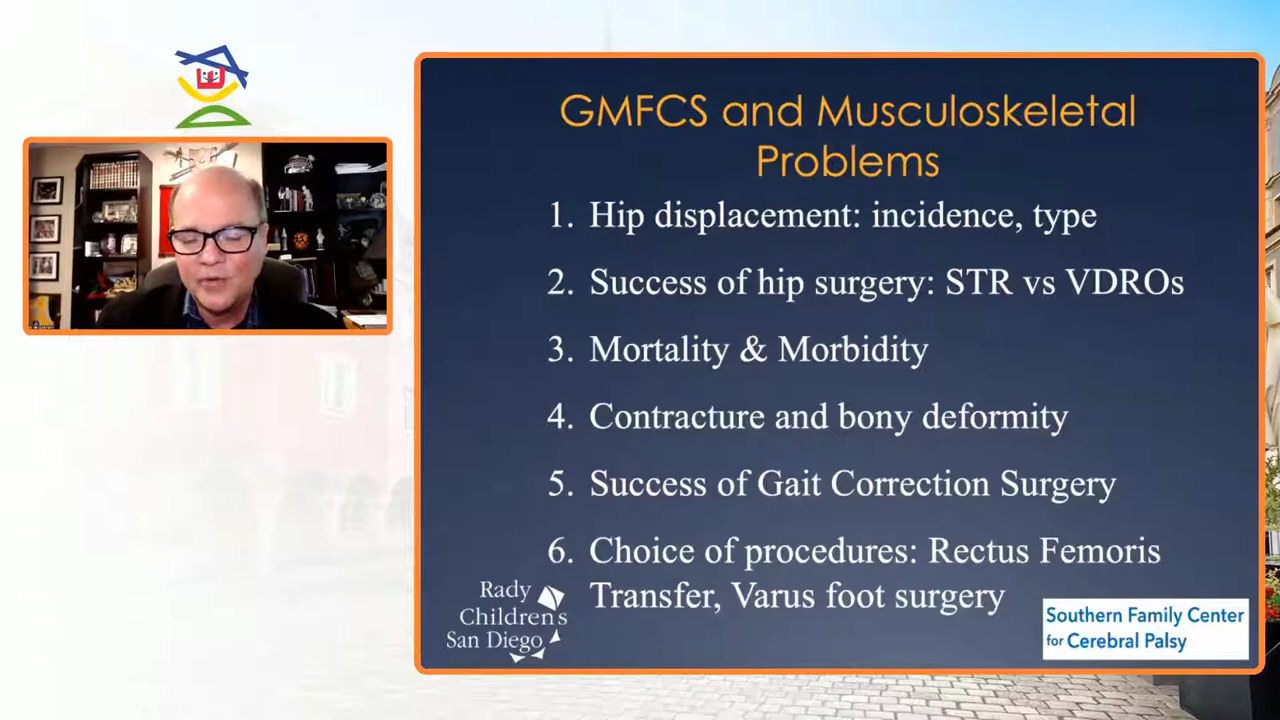 GMFCS and Musculoskeletal
Problems
1. Hip displacement: incidence, type
2. Success of hip surgery: STR vs VDROs
3. Mortality & Morbidity
4. Contracture and bony deformity
5. Success of Gait Correction Surgery
6. Choice of procedures: Rectus Femoris
Transfer, Varus foot surgery
Rady
Children's
San Diego
Southern Family Center
for Cerebral Palsy